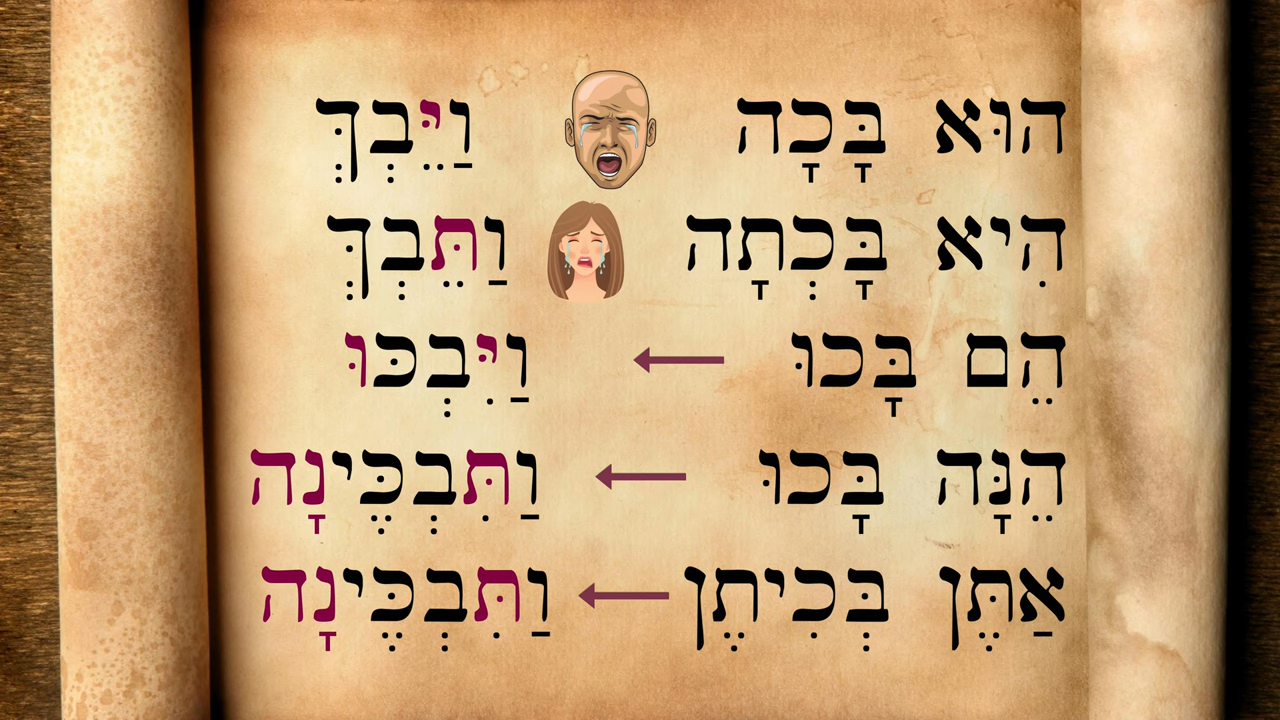 הוּא בָּכָה וַיֵּבְךְּ
הִיא בָּכְתָה וַתֵּבְךְּ
הֵם בָּכוּ וַיִּבְכּוּ
הֵנָּה בָּכוּ וַתִּבְכֶּינָה
אַתֶּן בְּכִיתֶן וַתִּבְכֶּינָה